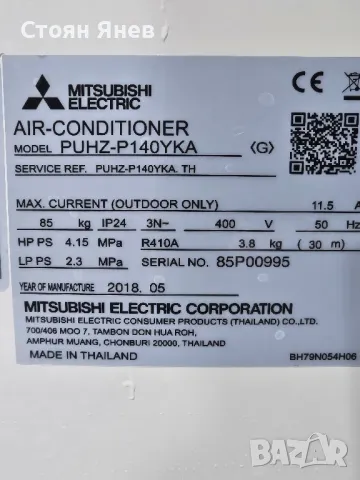 Стоян Янев
MITSUBISHI
ELECTRIC
CE
AIR-CONDITIONER
MODEL PUHZ-P140YKA 〈G〉
SERVICE REF. PUHZ-P140YKA. TH
MAX. CURRENT (OUTDOOR ONLY) 11.5 A
85 kg IP24 3N~ 400 V 50 Hz
HP PS 4.15 MPa R410A 3.8 kg ( 30 m)
LP PS 2.3 MPa SERIAL NO. 85P00995
YEAR OF MANUFACTURE 2018. 05
MITSUBISHI ELECTRIC CORPORATION
MITSUBISHI ELECTRIC CONSUMER PRODUCTS (THAILAND) CO.,LTD.
700/406 MOO 7, TAMBON DON HUA ROH,
AMPHUR MUANG, CHONBURI 20000, THAILAND
MADE IN THAILAND BH79N054H06
БАZАР